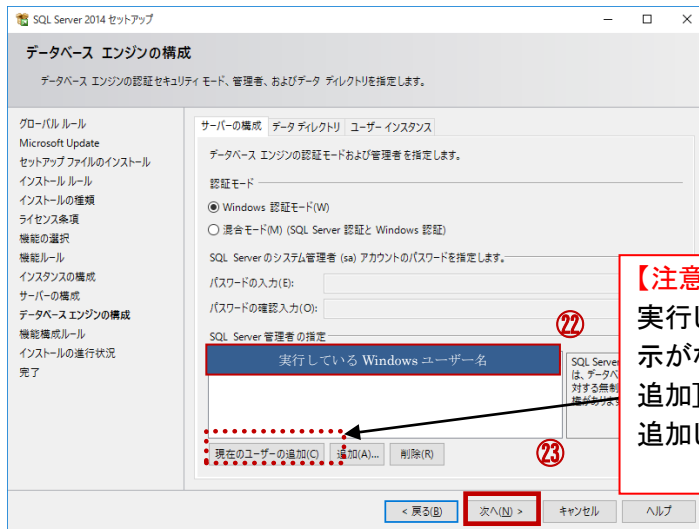 SQL Server 2014 セットアップ
データベース エンジンの構成
データベース エンジンの認証セキュリティ モード、管理者、およびデータ ディレクトリを指定します。
グローバル ルール
Microsoft Update
セットアップ ファイルのインストール
インストール ルール
インストールの種類
ライセンス条項
機能の選択
機能ルール
インスタンスの構成
サーバーの構成
データベース エンジンの構成
機能構成ルール
インストールの進行状況
完了
サーバーの構成 データ ディレクトリ ユーザー インスタンス
データベース エンジンの認証モードおよび管理者を指定します。
認証モード
Windows 認証モード(W)
混合モード(M) (SQL Server 認証と Windows 認証)
SQL Server のシステム管理者 (sa) アカウントのパスワードを指定します。
パスワードの入力(E):
パスワードの確認入力(O):
㉒
SQL Server 管理者の指定
実行している Windows ユーザー名
SQL Server
は、データベ
対する無制
権があります
現在のユーザーの追加(C) 追加(A)... 削除(R)
㉓
< 戻る(B) 次へ(N) > キャンセル ヘルプ
【注意
実行し
示がな
追加]
追加し